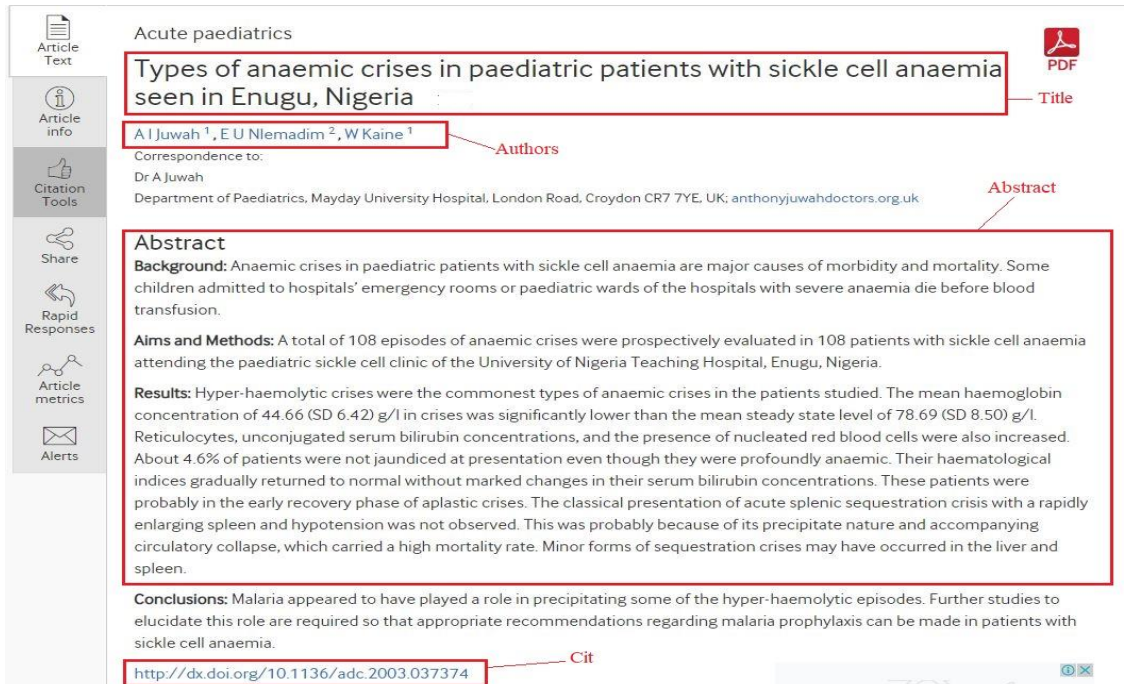 Article
Text
Article
info
Citation
Tools
Share
Rapid
Responses
Article
metrics
Alerts
Acute paediatrics
PDF
Types of anaemic crises in paediatric patients with sickle cell anaemia
seen in Enugu, Nigeria
Title
A I Juwah 1, E U Nlemadim 2, W Kaine 1
Authors
Correspondence to:
Dr A Juwah
Department of Paediatrics, Mayday University Hospital, London Road, Croydon CR7 7YE, UK; anthonyjuwahdoctors.org.uk
Abstract
Abstract
Background: Anaemic crises in paediatric patients with sickle cell anaemia are major causes of morbidity and mortality. Some
children admitted to hospitals' emergency rooms or paediatric wards of the hospitals with severe anaemia die before blood
transfusion.
Aims and Methods: A total of 108 episodes of anaemic crises were prospectively evaluated in 108 patients with sickle cell anaemia
attending the paediatric sickle cell clinic of the University of Nigeria Teaching Hospital, Enugu, Nigeria.
Results: Hyper-haemolytic crises were the commonest types of anaemic crises in the patients studied. The mean haemoglobin
concentration of 44.66 (SD 6.42) g/l in crises was significantly lower than the mean steady state level of 78.69 (SD 8.50) g/l.
Reticulocytes, unconjugated serum bilirubin concentrations, and the presence of nucleated red blood cells were also increased.
About 4.6% of patients were not jaundiced at presentation even though they were profoundly anaemic. Their haematological
indices gradually returned to normal without marked changes in their serum bilirubin concentrations. These patients were
probably in the early recovery phase of aplastic crises. The classical presentation of acute splenic sequestration crisis with a rapidly
enlarging spleen and hypotension was not observed. This was probably because of its precipitate nature and accompanying
circulatory collapse, which carried a high mortality rate. Minor forms of sequestration crises may have occurred in the liver and
spleen.
Conclusions: Malaria appeared to have played a role in precipitating some of the hyper-haemolytic episodes. Further studies to
elucidate this role are required so that appropriate recommendations regarding malaria prophylaxis can be made in patients with
sickle cell anaemia.
Cit
http://dx.doi.org/10.1136/adc.2003.037374